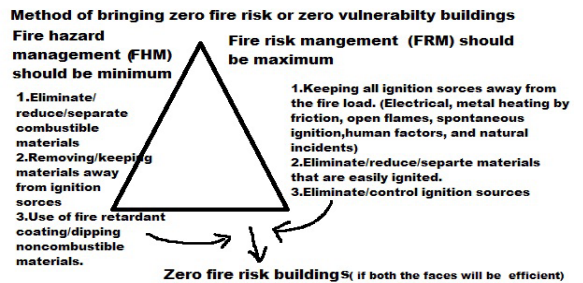 Method of bringing zero fire risk or zero vulnerabilty buildings
Fire hazard
management (FHM)
should be minimum
Fire risk mangement (FRM) should
be maximum
1.Eliminate/
reduce/separate
combustible
materials
2.Removing/keeping
materials away
from ignition
sorces
3.Use of fire retardant
coating/dipping
noncombustible
materials.
1.Keeping all ignition sorces away from
the fire load. (Electrical, metal heating by
friction, open flames, spontaneous
ignition,human factors, and natural
incidents)
2.Eliminate/reduce/separte materials
that are easily ignited.
3.Eliminate/control ignition sources
Zero fire risk buildings( if both the faces will be efficient)